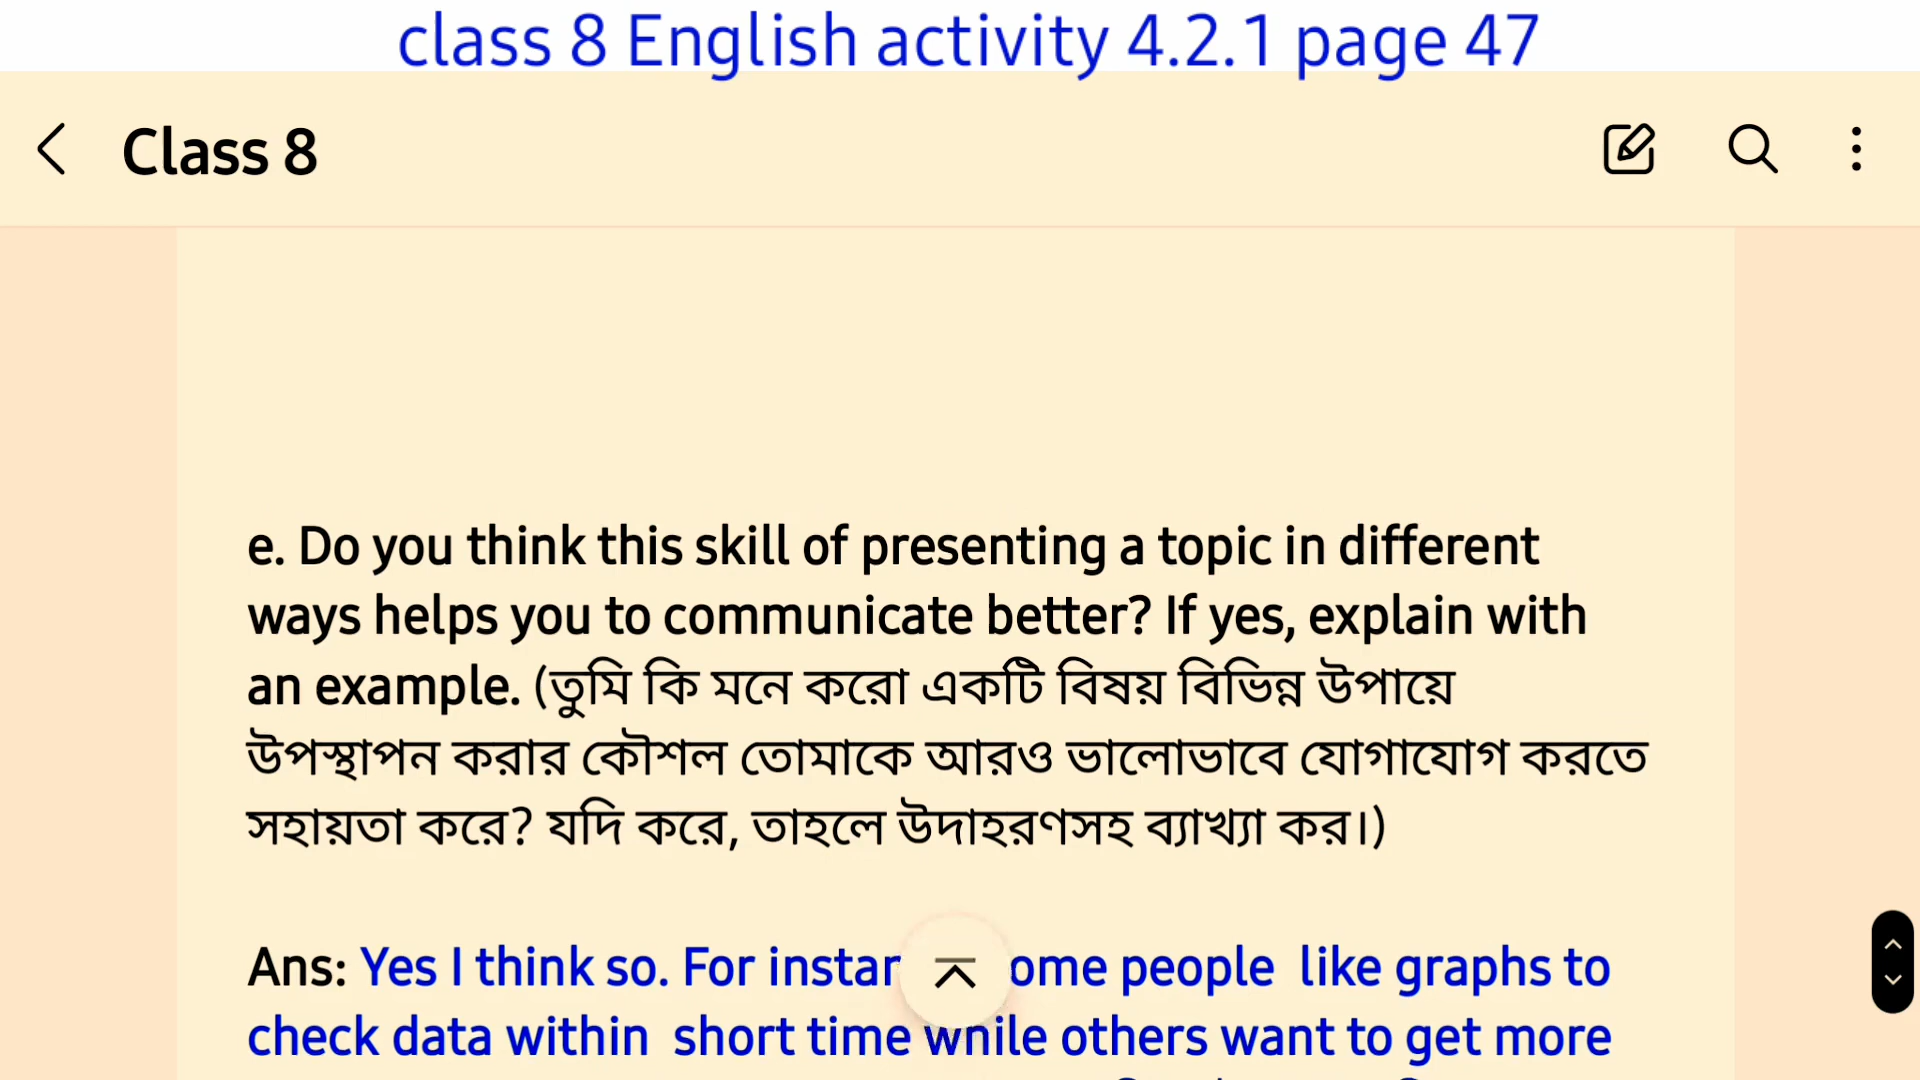 class 8 English activity 4.2.1 page 47
Class 8
e. Do you think this skill of presenting a topic in different
ways helps you to communicate better? If yes, explain with
an example. (তুমি কি মনে করো একটি বিষয় বিভিন্ন উপায়ে
উপস্থাপন করার কৌশল তোমাকে আরও ভালোভাবে যোগাযোগ করতে
সহায়তা করে? যদি করে, তাহলে উদাহরণসহ ব্যাখ্যা কর।)
Ans: Yes I think so. For people like graphs to
check data within short time while others want to get more